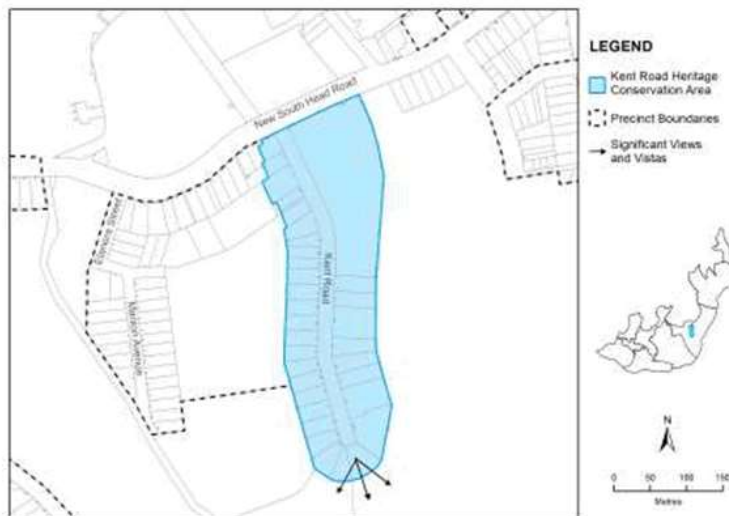 New South Head Road
Kent Road
Manion Avenue
LEGEND
Kent Road Heritage
Conservation Area
Precinct Boundaries
Significant Views
and Vistas
N
0 50 100 150
Metres